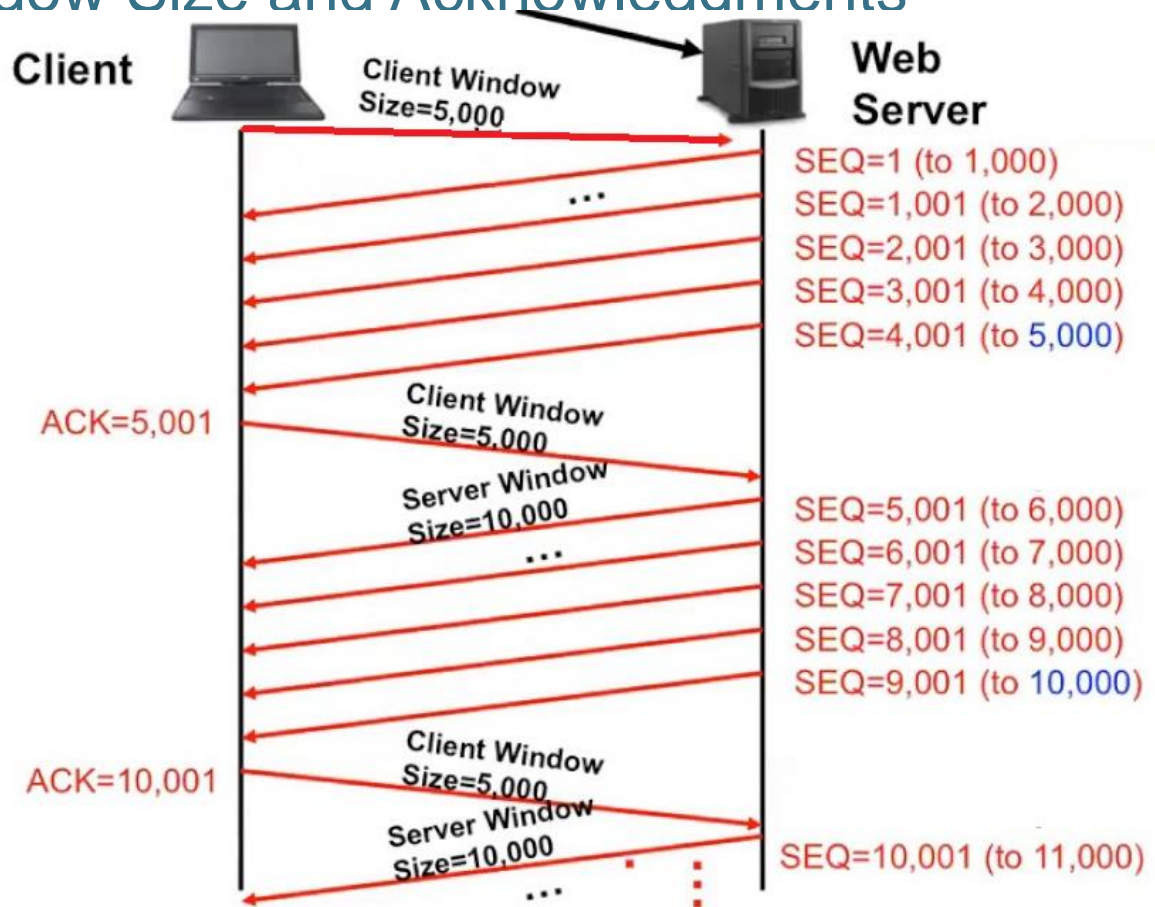 Size and Acknowledgments
Client
Client Window
Size=5,000
Web
Server
SEQ=1 (to 1,000)
...
SEQ=1,001 (to 2,000)
SEQ=2,001 (to 3,000)
SEQ=3,001 (to 4,000)
SEQ=4,001 (to 5,000)
ACK=5,001
Client Window
Size=5,000
Server Window
Size=10,000
SEQ=5,001 (to 6,000)
...
SEQ=6,001 (to 7,000)
SEQ=7,001 (to 8,000)
SEQ=8,001 (to 9,000)
SEQ=9,001 (to 10,000)
ACK=10,001
Client Window
Size=5,000
Server Window
Size=10,000
SEQ=10,001 (to 11,000)
...